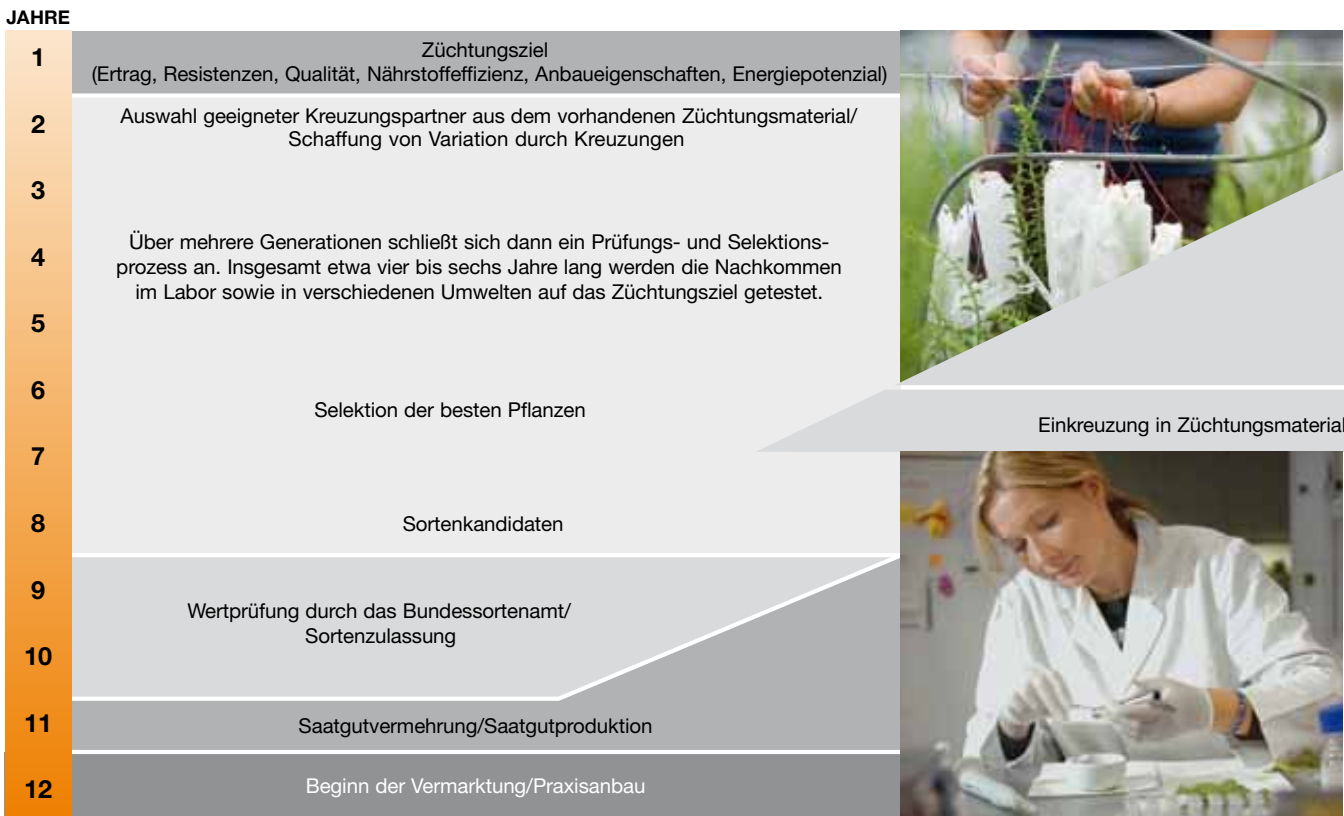 JAHRE
1
Züchtungsziel
(Ertrag, Resistenzen, Qualität, Nährstoffeffizienz, Anbaueigenschaften, Energiepotenzial)
2
Auswahl geeigneter Kreuzungspartner aus dem vorhandenen Züchtungsmaterial/
Schaffung von Variation durch Kreuzungen
3
4
Über mehrere Generationen schließt sich dann ein Prüfungs- und Selektions-
prozess an. Insgesamt etwa vier bis sechs Jahre lang werden die Nachkommen
im Labor sowie in verschiedenen Umwelten auf das Züchtungsziel getestet.
5
6
Selektion der besten Pflanzen
Einkreuzung in Züchtungsmaterial
7
8
Sortenkandidaten
9
Wertprüfung durch das Bundessortenamt/
Sortenzulassung
10
11
Saatgutvermehrung/Saatgutproduktion
12
Beginn der Vermarktung/Praxisanbau